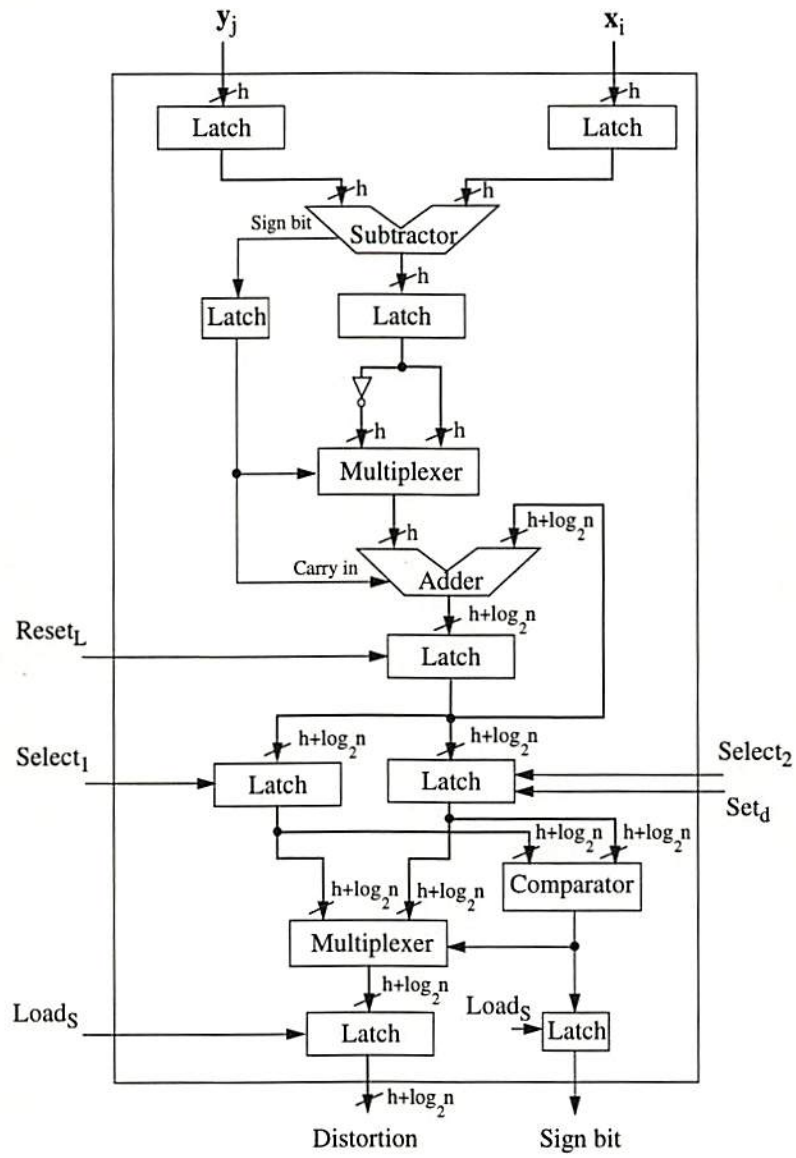 yj xi
h h
Latch Latch
h h
Sign bit Subtractor
h
Latch Latch
h h
Multiplexer
h h+log2n
Carry in Adder
h+log2n
ResetL Latch
h+log2n h+log2n
Select1 Latch Latch Select2
Setd
h+log2n h+log2n
Comparator
h+log2n h+log2n
Multiplexer
h+log2n
LoadS Latch LoadS Latch
h+log2n
Distortion Sign bit